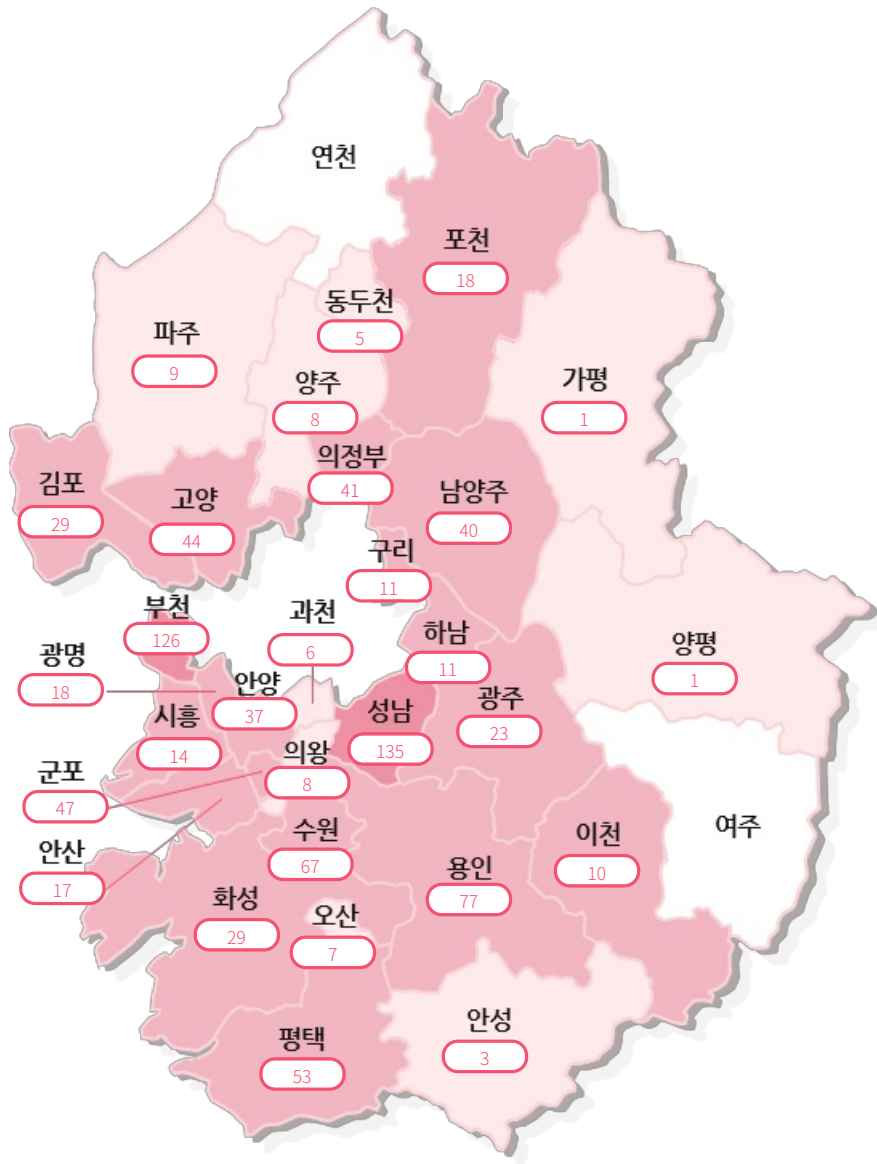 연천
포천
18
동두천
5
파주
9
양주
8
가평
1
의정부
41
김포
29
고양
44
남양주
40
구리
11
부천
126
과천
6
하남
11
양평
1
광명
18
안양
37
시흥
14
성남
135
광주
23
의왕
8
군포
47
수원
67
이천
10
여주
안산
17
용인
77
화성
29
오산
7
안성
3
평택
53